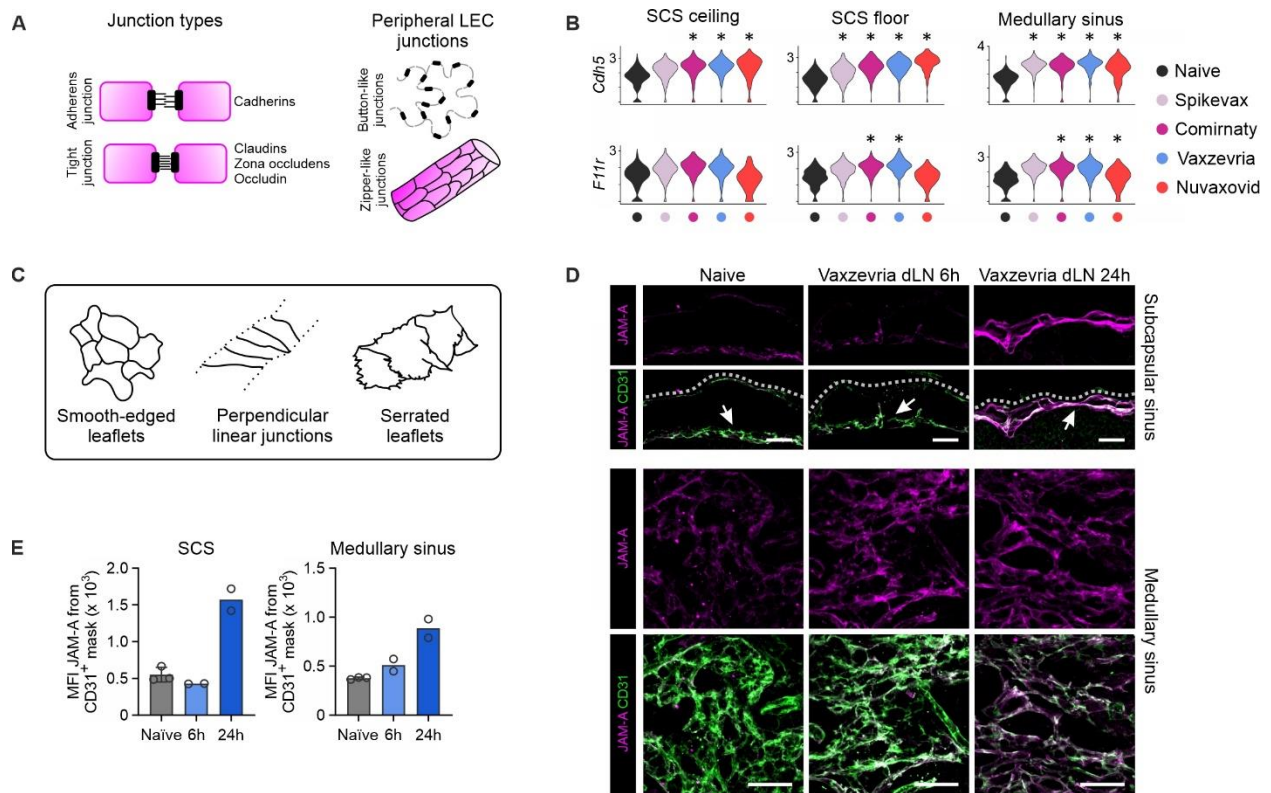 A
Junction types
Peripheral LEC
junctions
Adherens
junction
Cadherins
Tight
junction
Claudins
Zona occludens
Occludin
Button-like
junctions
Zipper-like
junctions
B
SCS ceiling
SCS floor
Medullary sinus
* * *
* * * *
* * * *
Cdh5
3
3
4
F11r
* *
* * *
3
3
3
Naive
Spikevax
Comirnaty
Vaxzevria
Nuvaxovid
C
Smooth-edged
leaflets
Perpendicular
linear junctions
Serrated
leaflets
D
Naive
Vaxzevria dLN 6h
Vaxzevria dLN 24h
JAM-A
JAM-A CD31
Subcapsular sinus
JAM-A
JAM-A CD31
Medullary sinus
E
SCS
MFI JAM-A from
CD31+ mask (x 10³)
2.0
1.5
1.0
0.5
0
Naïve 6h 24h
Medullary sinus
MFI JAM-A from
CD31+ mask (x 10³)
1.5
1.0
0.5
0
Naïve 6h 24h